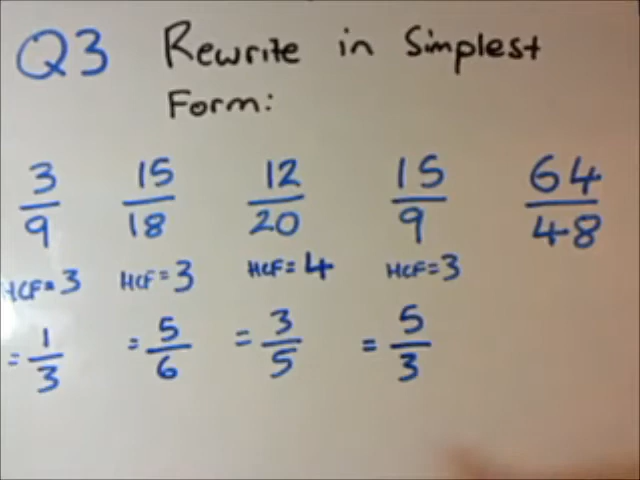 Q3 Rewrite in Simplest
Form:
3/9 15/18 12/20 15/9 64/48
HCF=3 HCF=3 HCF=4 HCF=3
=1/3 =5/6 =3/5 =5/3